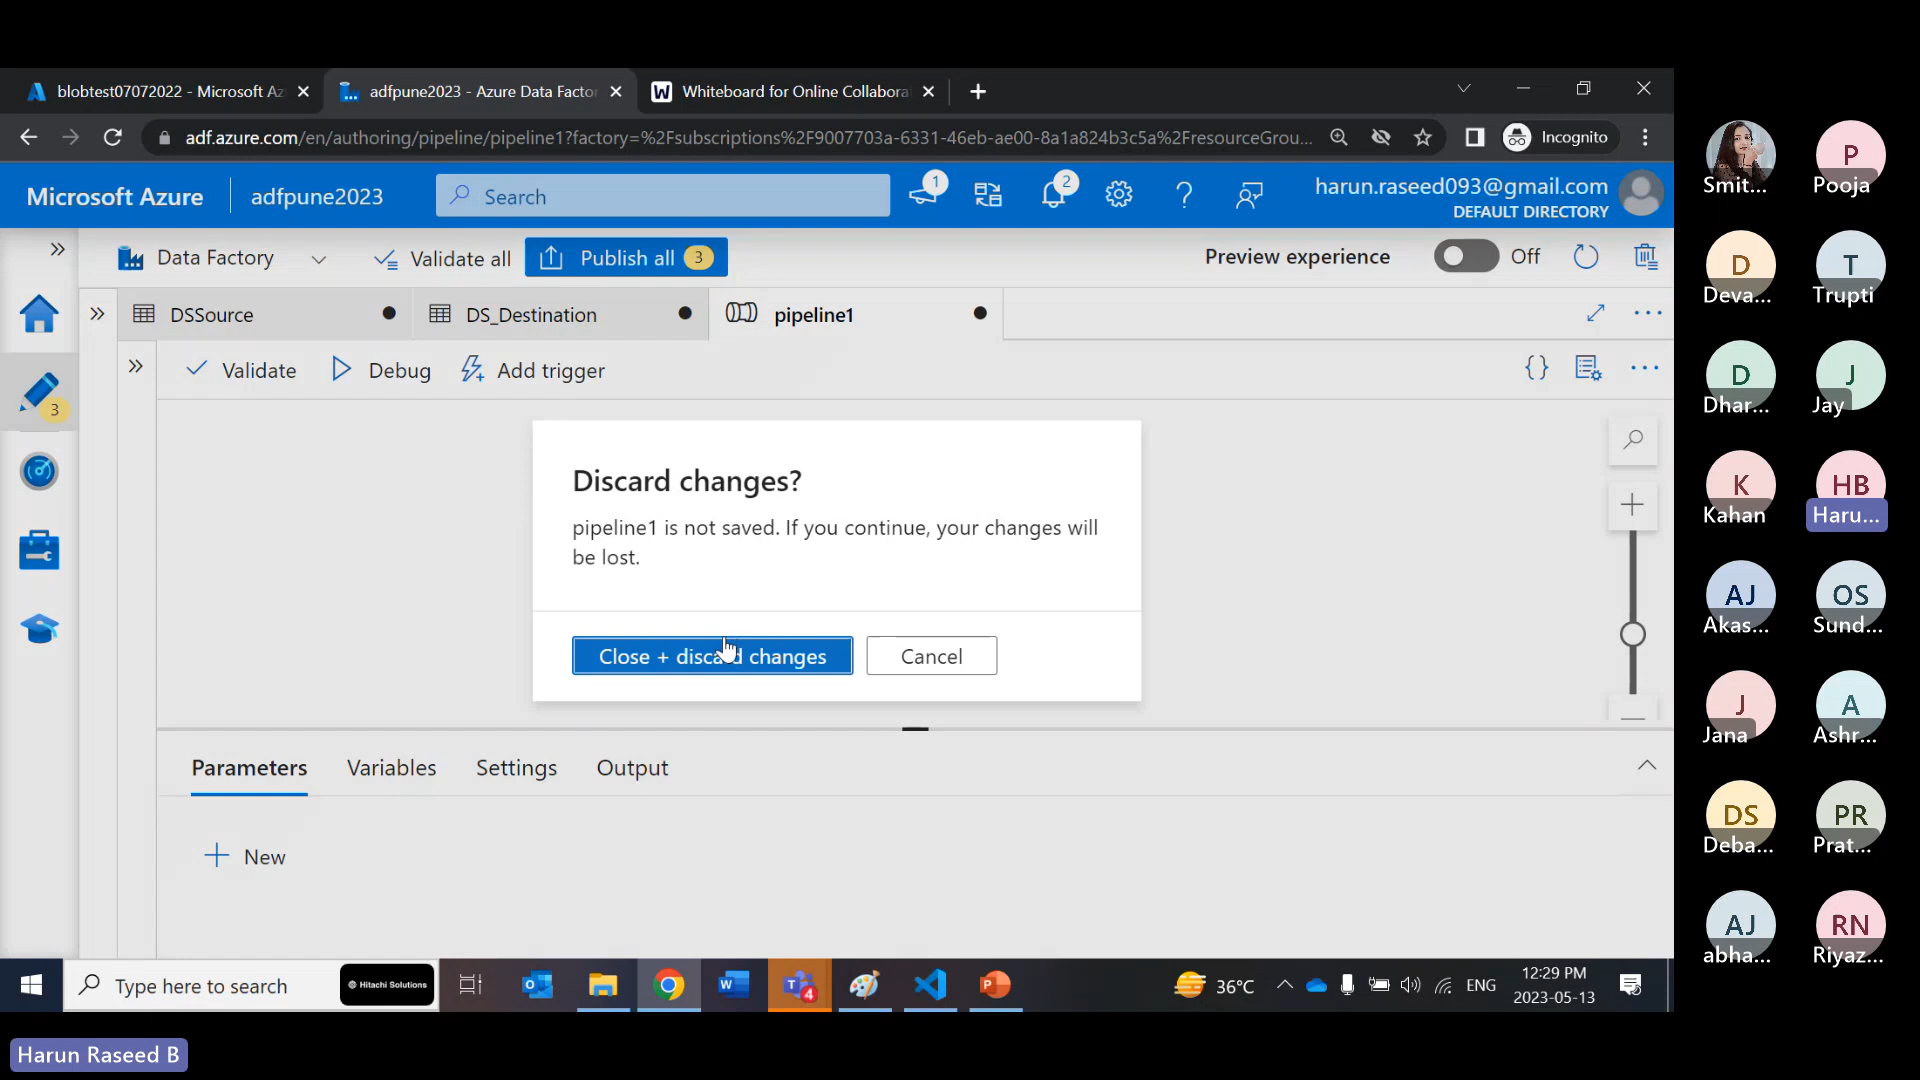 blobtest07072022 - Microsoft Az
adfpune2023 - Azure Data Facto
Whiteboard for Online Collabora
adf.azure.com/en/authoring/pipeline/pipeline1?factory=%2Fsubscriptions%2F9007703a-6331-46eb-ae00-8a1a824b3c5a%2FresourceGrou...
Incognito
Microsoft Azure
adfpune2023
Search
1
2
harun.raseed093@gmail.com
DEFAULT DIRECTORY
Data Factory
Validate all
Publish all 3
Preview experience
Off
DSSource
DS_Destination
pipeline1
Validate
Debug
Add trigger
{}
3
Discard changes?
pipeline1 is not saved. If you continue, your changes will
be lost.
Close + discard changes
Cancel
Parameters
Variables
Settings
Output
New
Type here to search
Hitachi Solutions
4
36°C
ENG
12:29 PM
2023-05-13
Harun Raseed B
Smit...
P
Pooja
D
Deva...
T
Trupti
D
Dhar...
J
Jay
K
Kahan
HB
Haru...
AJ
Akas...
OS
Sund...
J
Jana
A
Ashr...
DS
Deba...
PR
Prat...
AJ
abha...
RN
Riyaz...